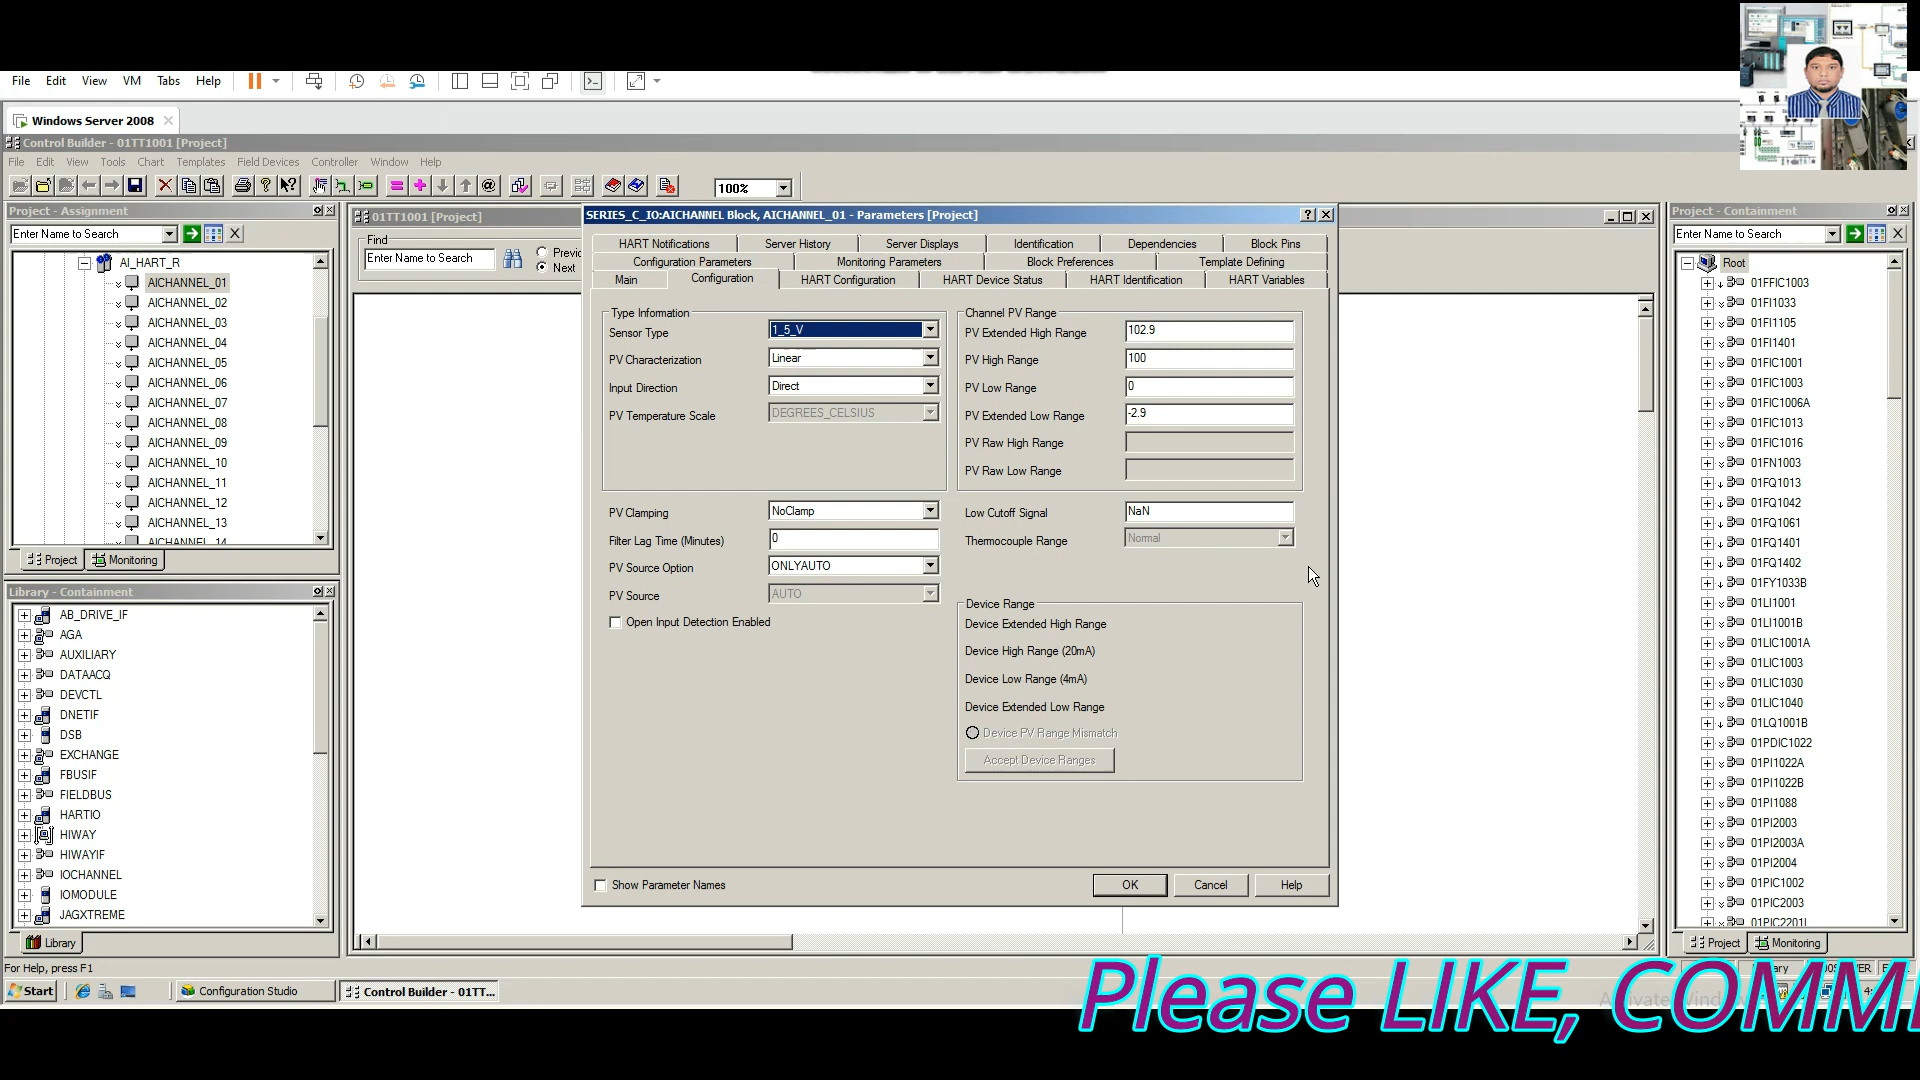 File Edit View VM Tabs Help
Windows Server 2008
Control Builder - 01TT1001 [Project]
File Edit View Tools Chart Templates Field Devices Controller Window Help
100%
Project - Assignment
Enter Name to Search
AI_HART_R
AICHANNEL_01
AICHANNEL_02
AICHANNEL_03
AICHANNEL_04
AICHANNEL_05
AICHANNEL_06
AICHANNEL_07
AICHANNEL_08
AICHANNEL_09
AICHANNEL_10
AICHANNEL_11
AICHANNEL_12
AICHANNEL_13
AICHANNEL_14
Project Monitoring
Library - Containment
AB_DRIVE_IF
AGA
AUXILIARY
DATAACQ
DEVCTL
DNETIF
DSB
EXCHANGE
FBUSIF
FIELDBUS
HARTIO
HIWAY
HIWAYIF
IOCHANNEL
IOMODULE
JAGXTREME
Library
01TT1001 [Project]
Find
Enter Name to Search
Next
SERIES_C_IO:AICHANNEL Block, AICHANNEL_01 - Parameters [Project]
HART Notifications Server History Server Displays Identification Dependencies Block Pins
Configuration Parameters Monitoring Parameters Block Preferences Template Defining
Main Configuration HART Configuration HART Device Status HART Identification HART Variables
Type Information
Sensor Type 1_5_V
PV Characterization Linear
Input Direction Direct
PV Temperature Scale DEGREES_CELSIUS
PV Clamping NoClamp
Filter Lag Time (Minutes) 0
PV Source Option ONLYAUTO
PV Source AUTO
Open Input Detection Enabled
Channel PV Range
PV Extended High Range 102.9
PV High Range 100
PV Low Range 0
PV Extended Low Range -2.9
PV Raw High Range
PV Raw Low Range
Low Cutoff Signal NaN
Thermocouple Range Normal
Device Range
Device Extended High Range
Device High Range (20mA)
Device Low Range (4mA)
Device Extended Low Range
Device PV Range Mismatch
Accept Device Ranges
Show Parameter Names
OK Cancel Help
Project - Containment
Enter Name to Search
Root
01FFIC1003
01FI1033
01FI1105
01FI1401
01FIC1001
01FIC1003
01FIC1006A
01FIC1013
01FIC1016
01FN1003
01FQ1013
01FQ1042
01FQ1061
01FQ1401
01FQ1402
01FY1033B
01LI1001
01LI1001B
01LIC1001A
01LIC1003
01LIC1030
01LIC1040
01LQ1001B
01PDIC1022
01PI1022A
01PI1022B
01PI1088
01PI2003
01PI2003A
01PI2004
01PIC1002
01PIC2003
Project Monitoring
For Help, press F1
Start Configuration Studio Control Builder - 01TT...
Please LIKE, COMM